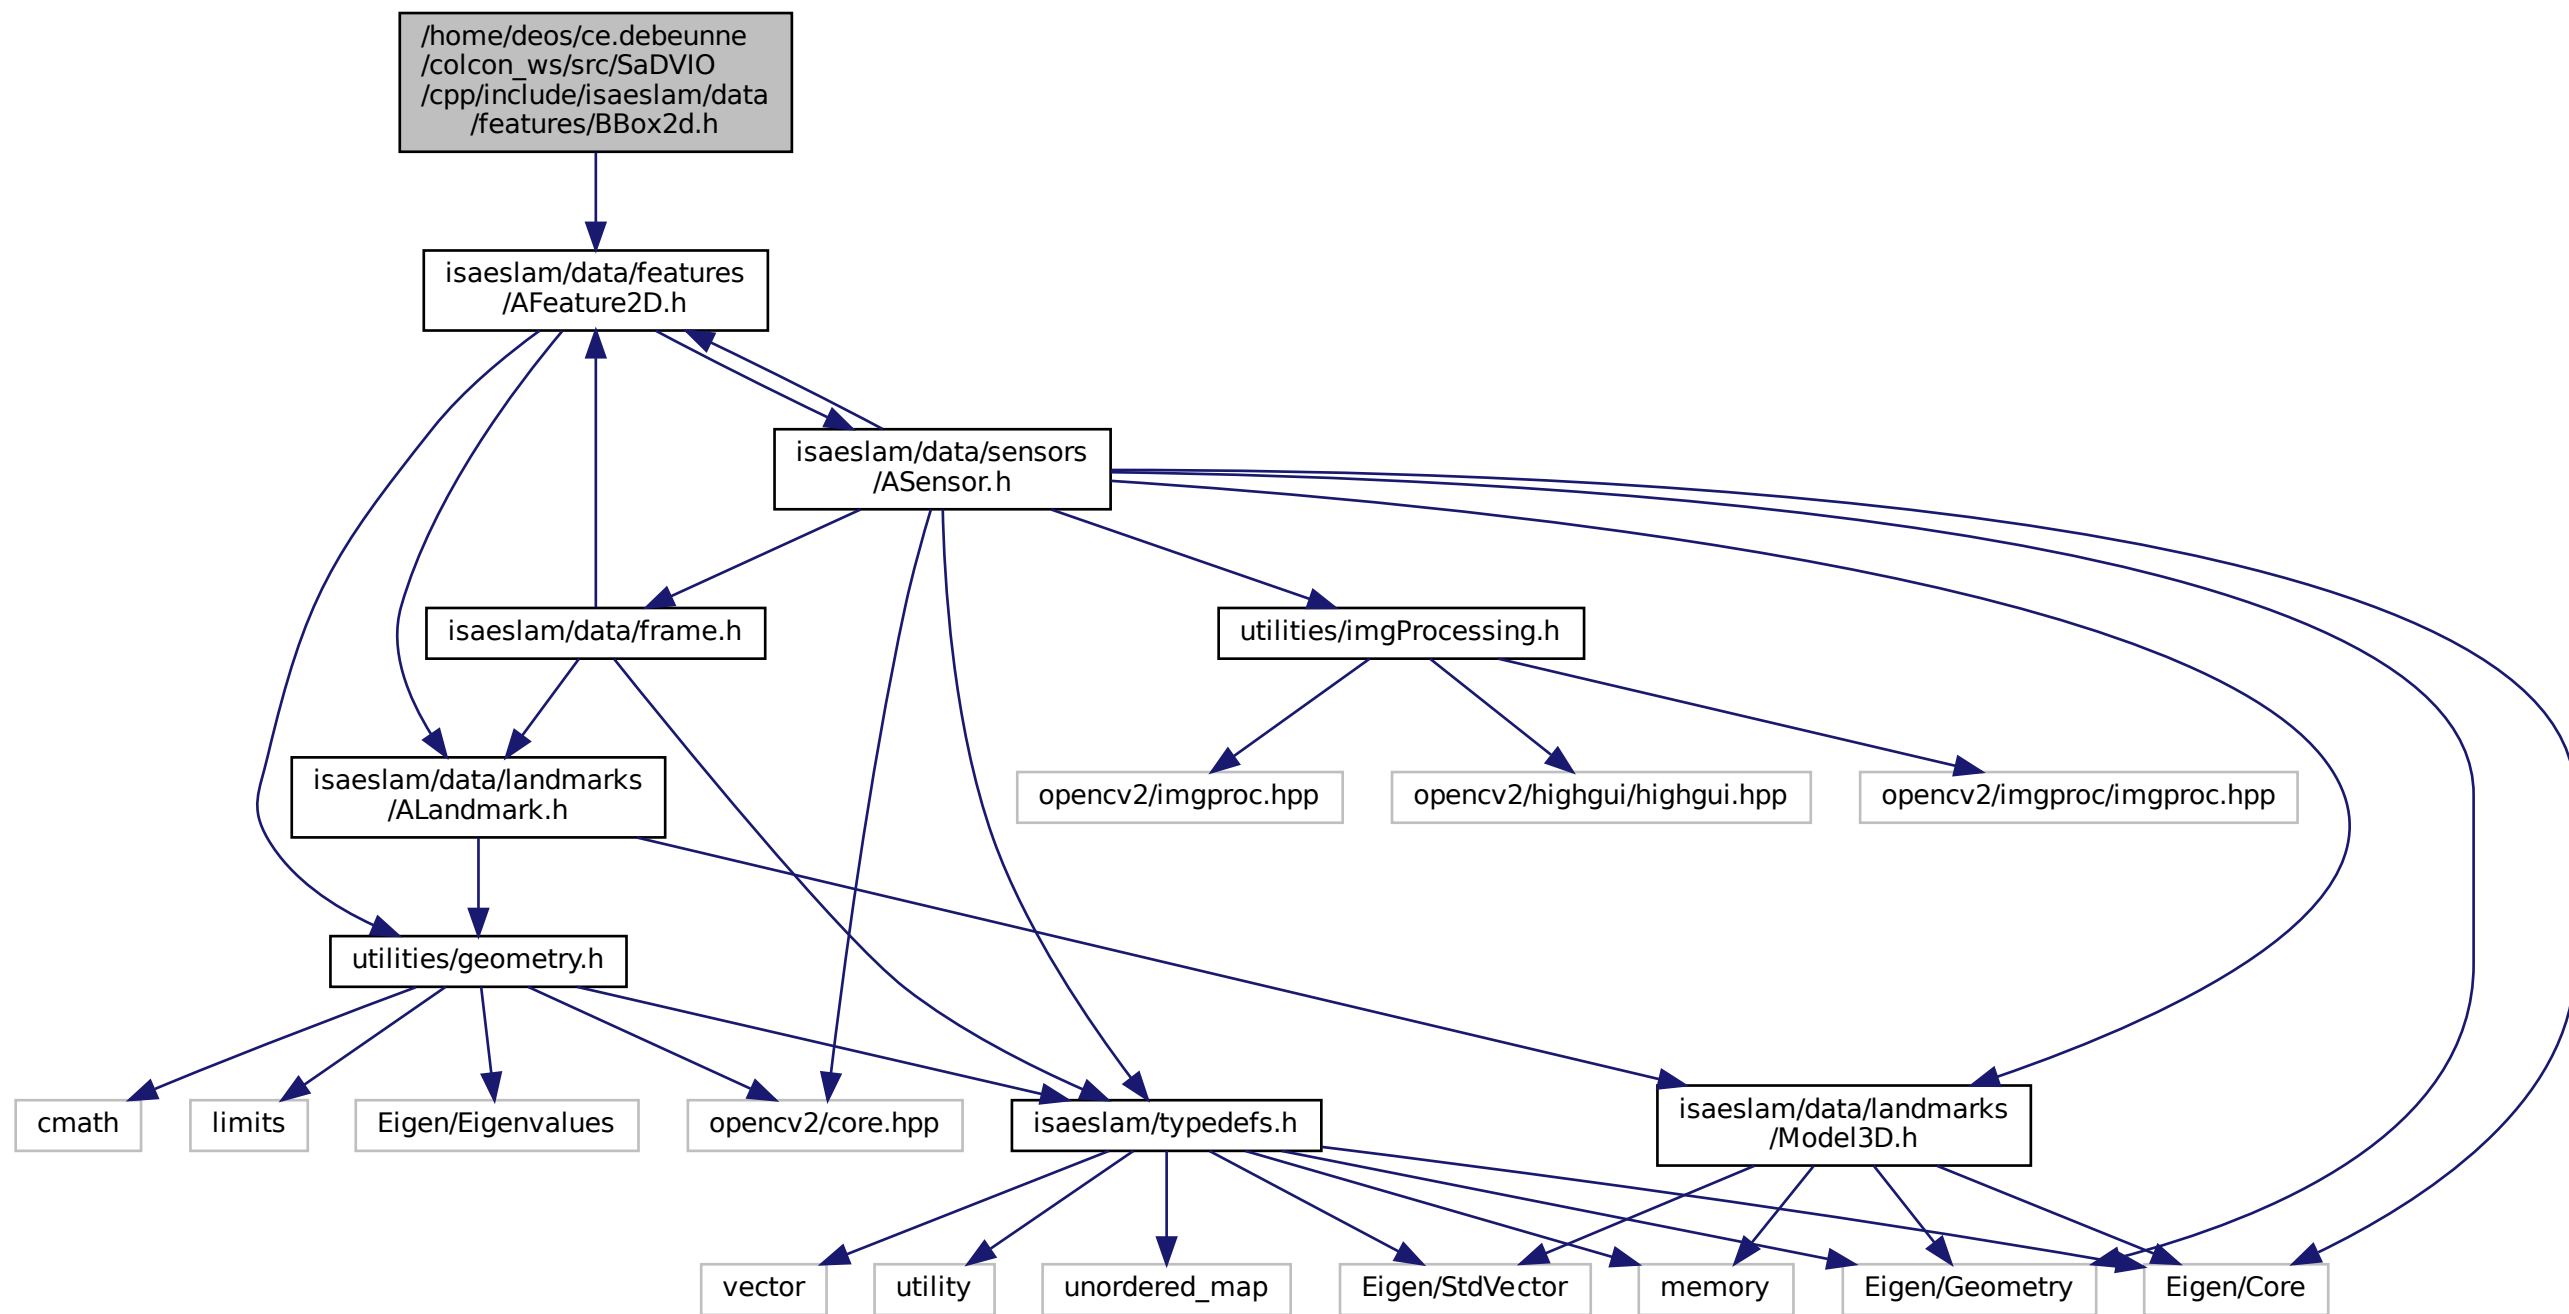 /home/deos/ce.debeunne
/colcon_ws/src/SaDVIO
/cpp/include/isaeslam/data
/features/BBox2d.h
isaeslam/data/features
/AFeature2D.h
isaeslam/data/sensors
/ASensor.h
isaeslam/data/frame.h
utilities/imgProcessing.h
isaeslam/data/landmarks
/ALandmark.h
opencv2/imgproc.hpp
opencv2/highgui/highgui.hpp
opencv2/imgproc/imgproc.hpp
utilities/geometry.h
cmath
limits
Eigen/Eigenvalues
opencv2/core.hpp
isaeslam/typedefs.h
isaeslam/data/landmarks
/Model3D.h
vector
utility
unordered_map
Eigen/StdVector
memory
Eigen/Geometry
Eigen/Core